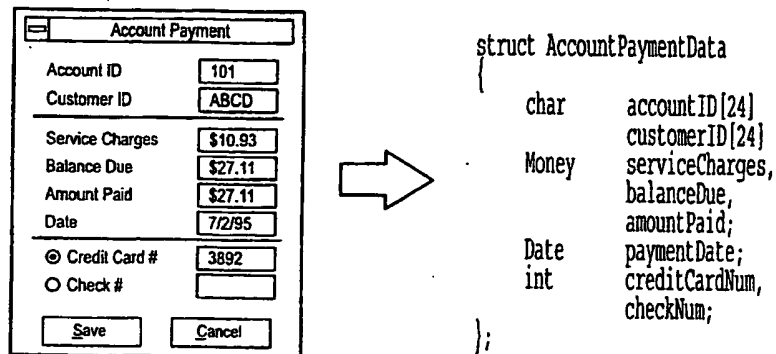 Account Payment
Account ID 101
Customer ID ABCD
Service Charges $10.93
Balance Due $27.11
Amount Paid $27.11
Date 7/2/95
Credit Card # 3892
Check #
Save Cancel
struct AccountPaymentData
{
char accountID[24]
customerID[24]
Money serviceCharges,
balanceDue,
amountPaid;
Date paymentDate;
int creditCardNum,
checkNum;
};